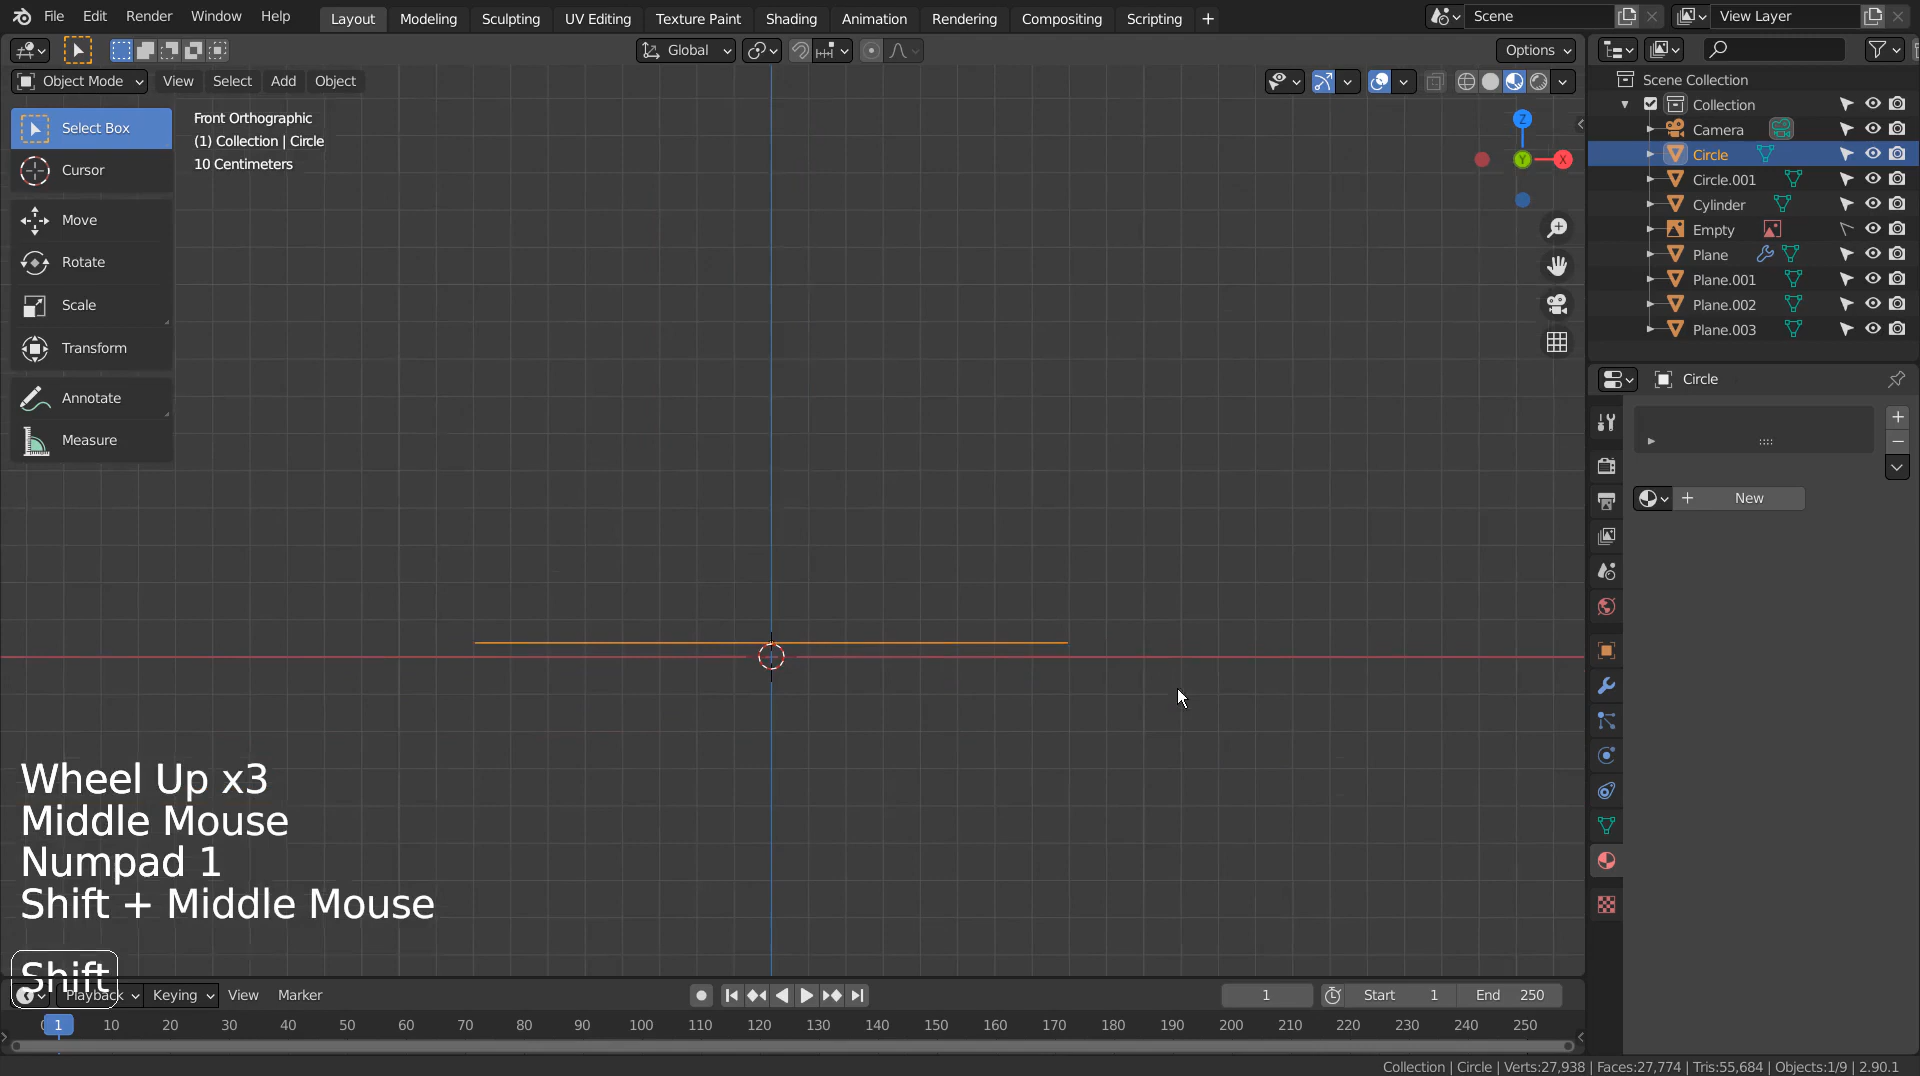 File Edit Render Window Help Layout Modeling Sculpting UV Editing Texture Paint Shading Animation Rendering Compositing Scripting + Scene View Layer
Global Options
Object Mode View Select Add Object
Select Box
Cursor
Move
Rotate
Scale
Transform
Annotate
Measure
Front Orthographic
(1) Collection | Circle
10 Centimeters
Z
Y
X
Scene Collection
Collection
Camera
Circle
Circle.001
Cylinder
Empty
Plane
Plane.001
Plane.002
Plane.003
Circle
New
Wheel Up x3
Middle Mouse
Numpad 1
Shift + Middle Mouse
Shift
Playback Keying View Marker 1 Start 1 End 250
1 10 20 30 40 50 60 70 80 90 100 110 120 130 140 150 160 170 180 190 200 210 220 230 240 250
Collection | Circle | Verts:27,938 | Faces:27,774 | Tris:55,684 | Objects:1/9 | 2.90.1